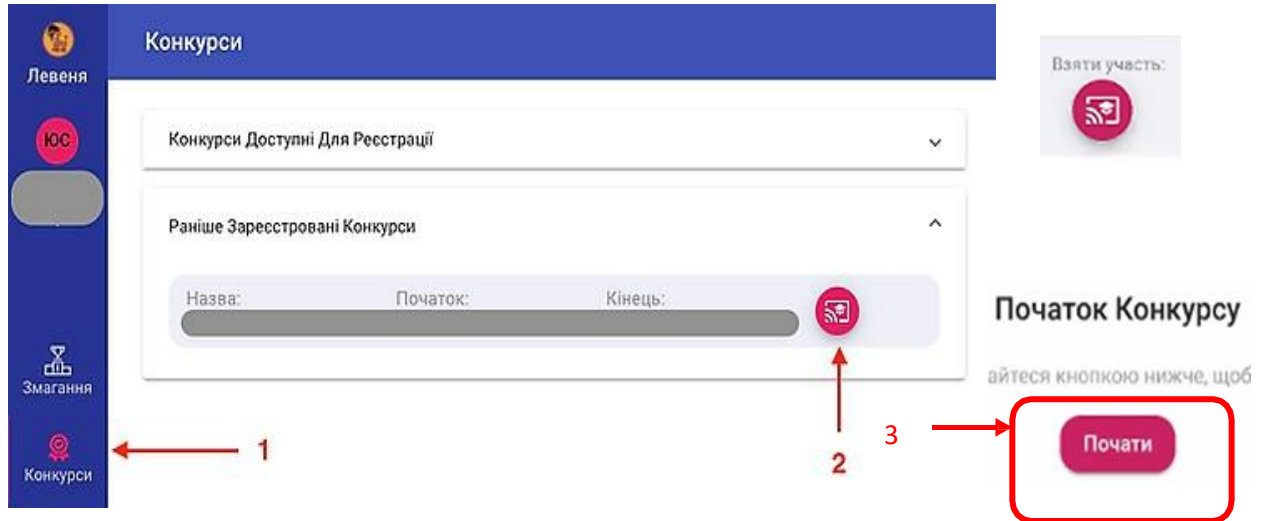 Левеня
ЮС
Змагання
Конкурси
Конкурси
Конкурси Доступні Для Реєстрації
Раніше Зареєстровані Конкурси
Назва: Початок: Кінець:
1
2
Взяти участь:
Початок Конкурсу
айтеся кнопкою нижче, щоб
3
Почати